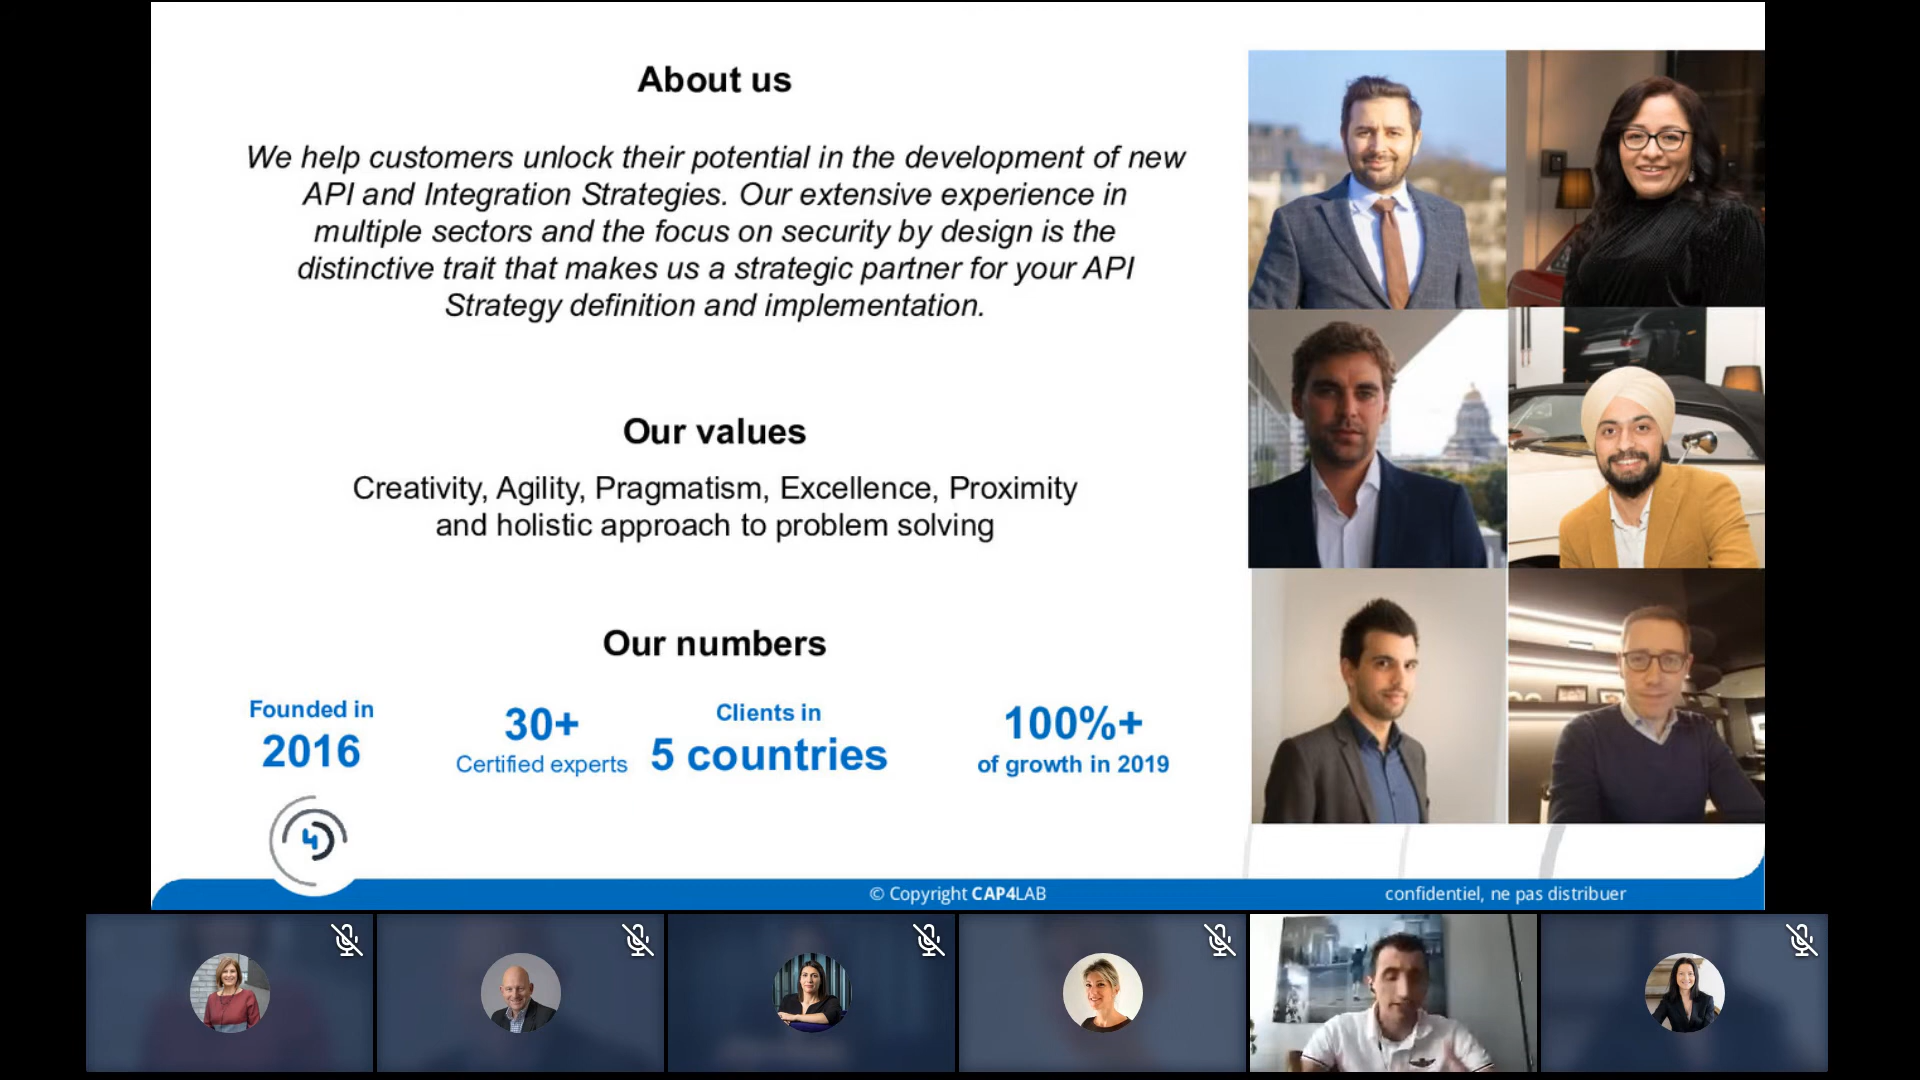 About us
We help customers unlock their potential in the development of new
API and Integration Strategies. Our extensive experience in
multiple sectors and the focus on security by design is the
distinctive trait that makes us a strategic partner for your API
Strategy definition and implementation.
Our values
Creativity, Agility, Pragmatism, Excellence, Proximity
and holistic approach to problem solving
Our numbers
Founded in
2016
30+
Certified experts
Clients in
5 countries
100%+
of growth in 2019
4
© Copyright CAP4LAB
confidentiel, ne pas distribuer